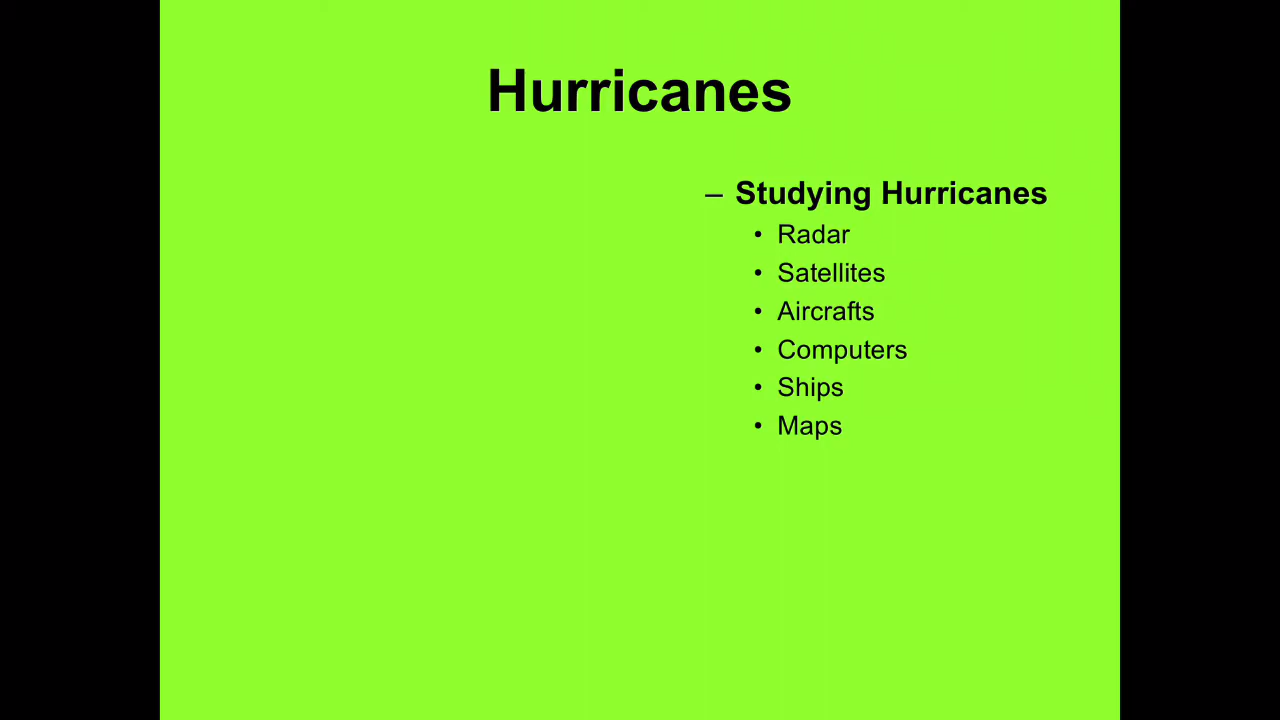 Hurricanes
– Studying Hurricanes
• Radar
• Satellites
• Aircrafts
• Computers
• Ships
• Maps